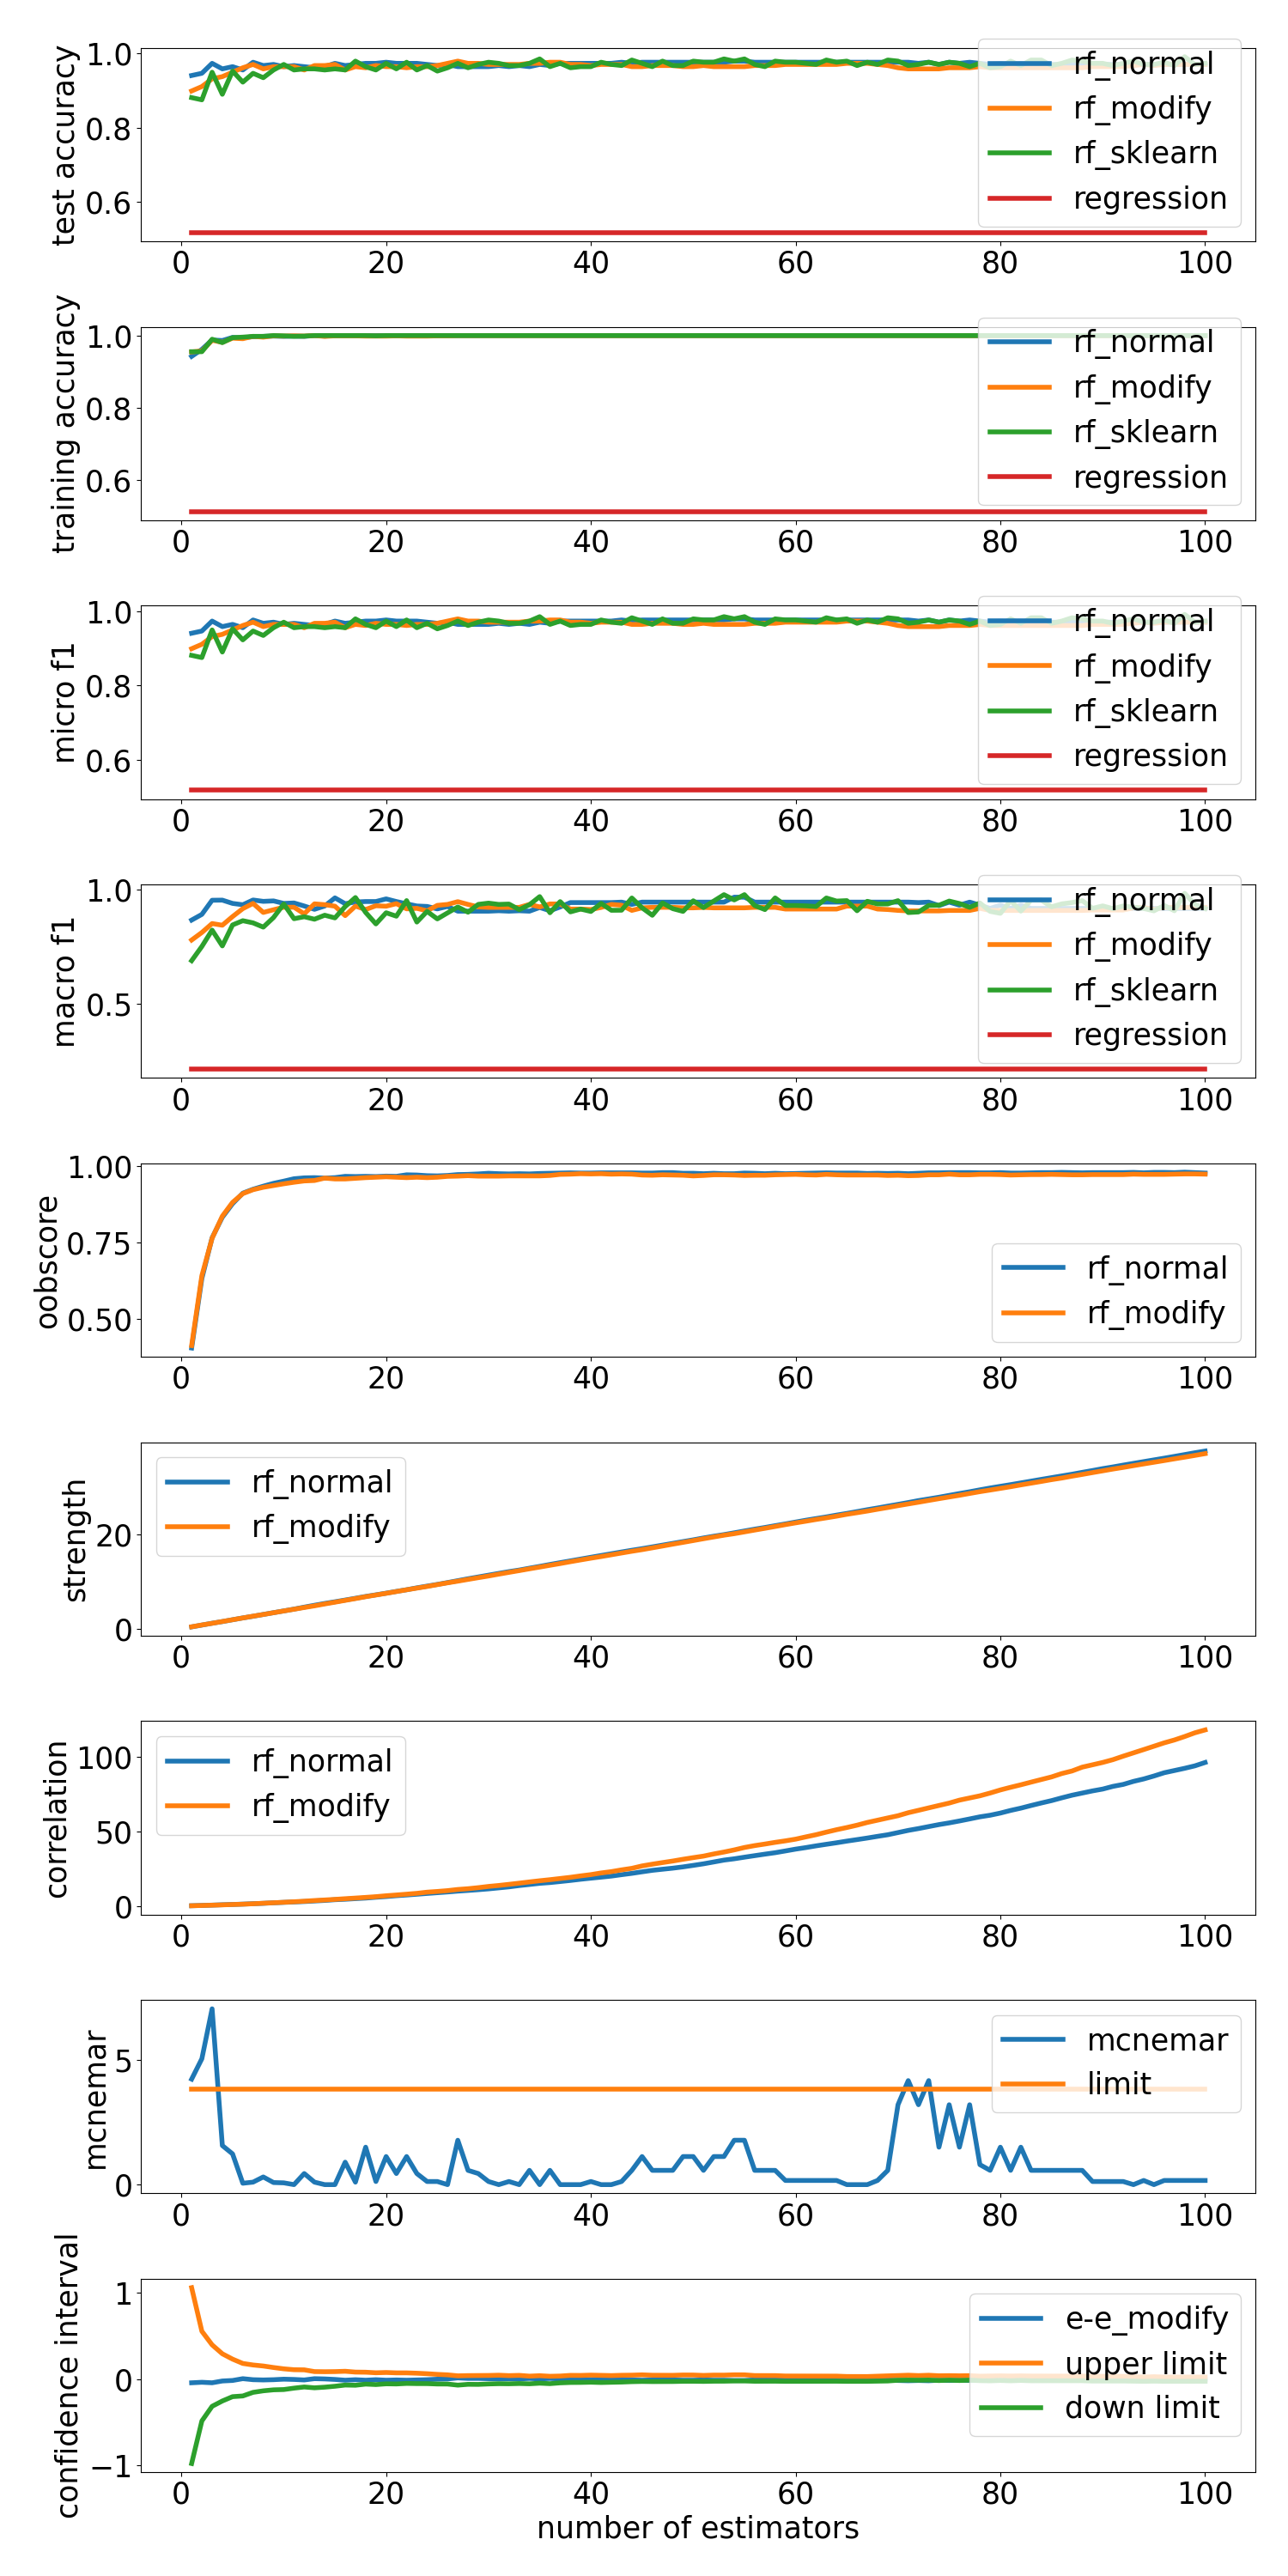 test accuracy
1.0
0.8
0.6
rf_normal
rf_modify
rf_sklearn
regression
0 20 40 60 80 100
training accuracy
1.0
0.8
0.6
rf_normal
rf_modify
rf_sklearn
regression
0 20 40 60 80 100
micro f1
1.0
0.8
0.6
rf_normal
rf_modify
rf_sklearn
regression
0 20 40 60 80 100
macro f1
1.0
0.5
rf_normal
rf_modify
rf_sklearn
regression
0 20 40 60 80 100
oobscore
1.00
0.75
0.50
rf_normal
rf_modify
0 20 40 60 80 100
strength
20
0
rf_normal
rf_modify
0 20 40 60 80 100
correlation
100
50
0
rf_normal
rf_modify
0 20 40 60 80 100
mcnemar
5
0
mcnemar
limit
0 20 40 60 80 100
confidence interval
1
0
−1
e-e_modify
upper limit
down limit
0 20 40 60 80 100
number of estimators